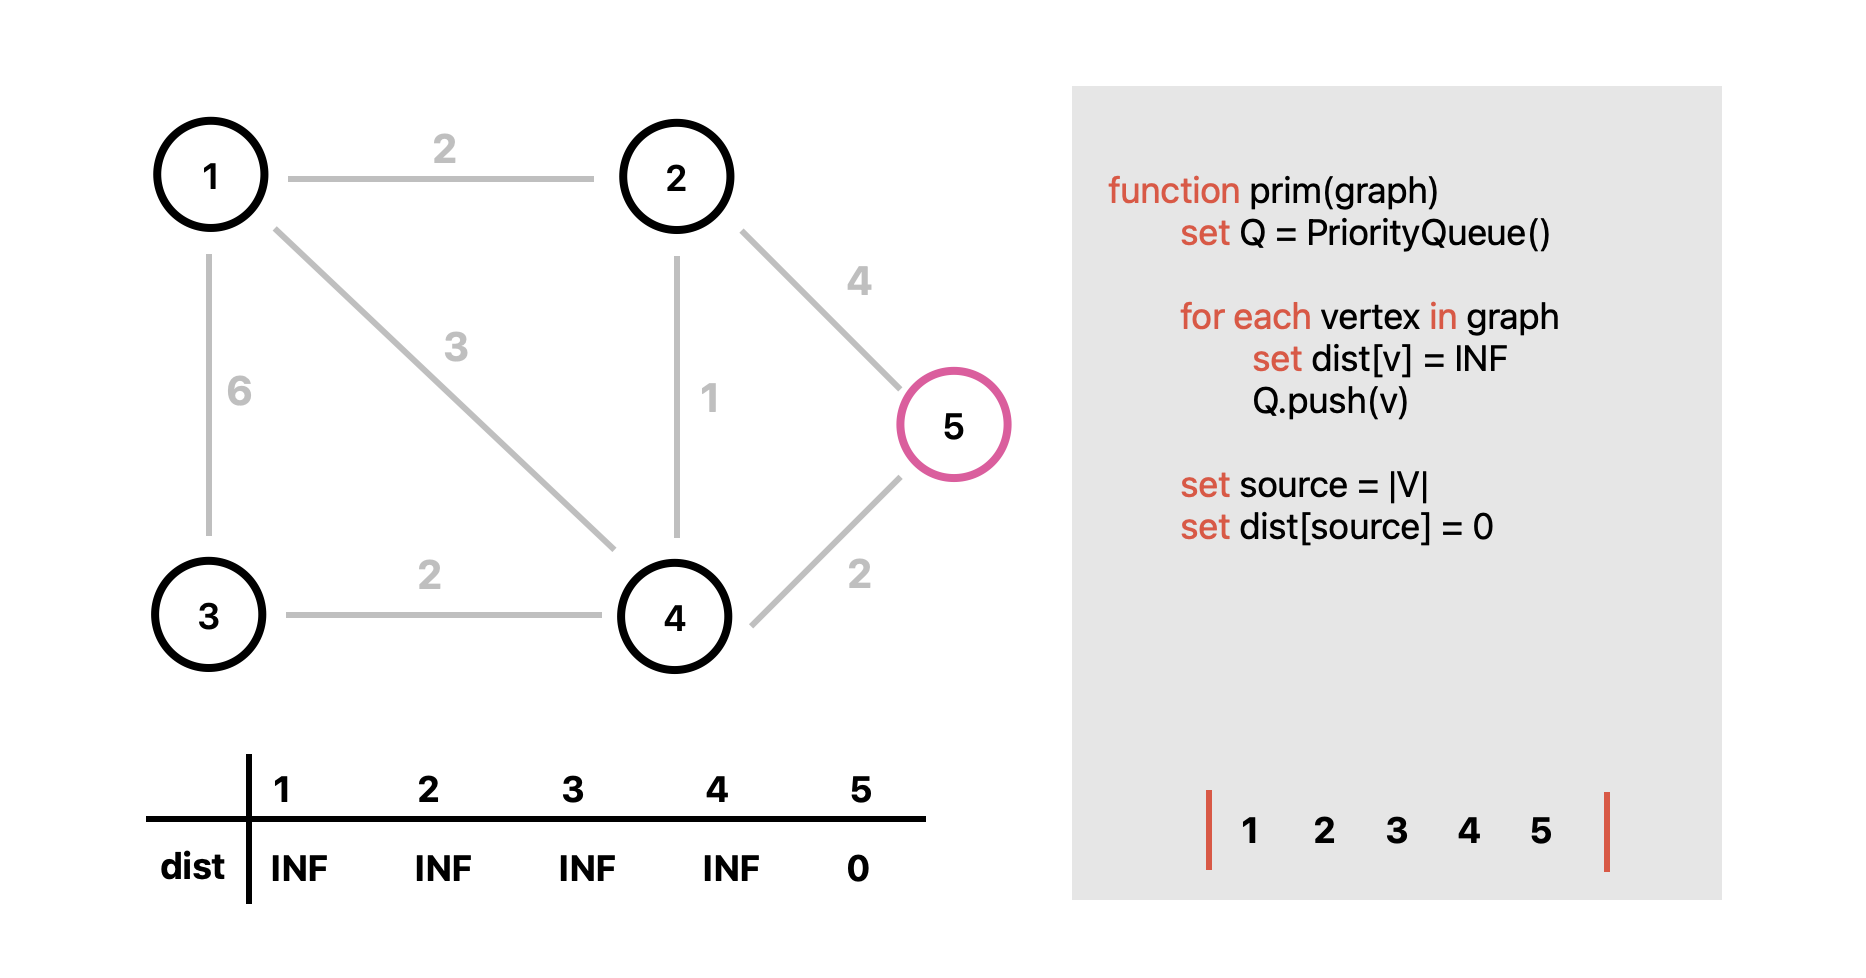 1 2 2
4
3
6 1
5
2
3 4
2
1 2 3 4 5
dist INF INF INF INF 0
function prim(graph)
set Q = PriorityQueue()
for each vertex in graph
set dist[v] = INF
Q.push(v)
set source = |V|
set dist[source] = 0
1 2 3 4 5